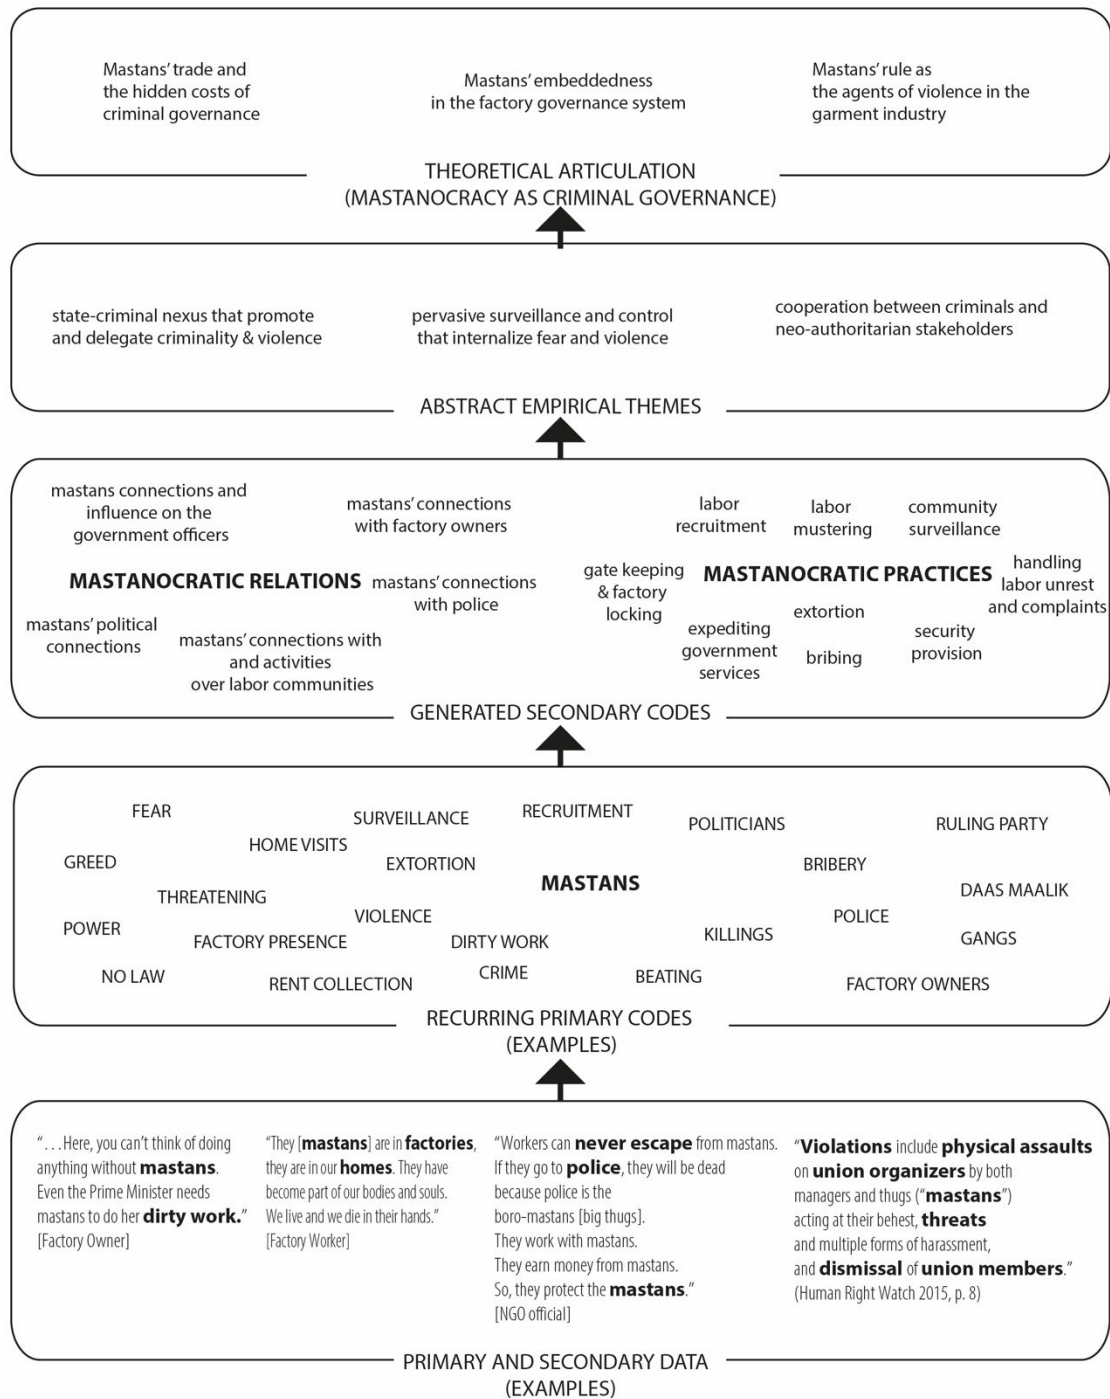 Mastans’ trade and
the hidden costs of
criminal governance
Mastans’ embeddedness
in the factory governance system
Mastans’ rule as
the agents of violence in the
garment industry
THEORETICAL ARTICULATION
(MASTANOCRACY AS CRIMINAL GOVERNANCE)
state-criminal nexus that promote
and delegate criminality & violence
pervasive surveillance and control
that internalize fear and violence
cooperation between criminals and
neo-authoritarian stakeholders
ABSTRACT EMPIRICAL THEMES
mastans connections and
influence on the
government officers
mastans’ connections
with factory owners
MASTANOCRATIC RELATIONS
mastans’ connections
with police
mastans’ political
connections
mastans’ connections with
and activities
over labor communities
labor
recruitment
labor
mustering
community
surveillance
gate keeping
& factory
locking
MASTANOCRATIC PRACTICES
handling
labor unrest
and complaints
expediting
government
services
extortion
bribing
security
provision
GENERATED SECONDARY CODES
FEAR
SURVEILLANCE
RECRUITMENT
POLITICIANS
RULING PARTY
HOME VISITS
GREED
EXTORTION
BRIBERY
MASTANS
THREATENING
DAAS MAALIK
VIOLENCE
POLICE
POWER
FACTORY PRESENCE
DIRTY WORK
KILLINGS
GANGS
NO LAW
RENT COLLECTION
CRIME
BEATING
FACTORY OWNERS
RECURRING PRIMARY CODES
(EXAMPLES)
“. . . Here, you can’t think of doing
anything without mastans.
Even the Prime Minister needs
mastans to do her dirty work.”
[Factory Owner]
“They [mastans] are in factories,
they are in our homes. They have
become part of our bodies and souls.
We live and we die in their hands.”
[Factory Worker]
“Workers can never escape from mastans.
If they go to police, they will be dead
because police is the
boro-mastans [big thugs].
They work with mastans.
They earn money from mastans.
So, they protect the mastans.”
[NGO official]
“Violations include physical assaults
on union organizers by both
managers and thugs (“mastans”)
acting at their behest, threats
and multiple forms of harassment,
and dismissal of union members.”
(Human Right Watch 2015, p. 8)
PRIMARY AND SECONDARY DATA
(EXAMPLES)